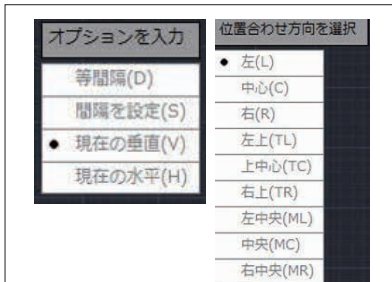 オプションを入力
等間隔(D)
間隔を設定(S)
現在の垂直(V)
現在の水平(H)
位置合わせ方向を選択
左(L)
中心(C)
右(R)
左上(TL)
上中心(TC)
右上(TR)
左中央(ML)
中央(MC)
右中央(MR)